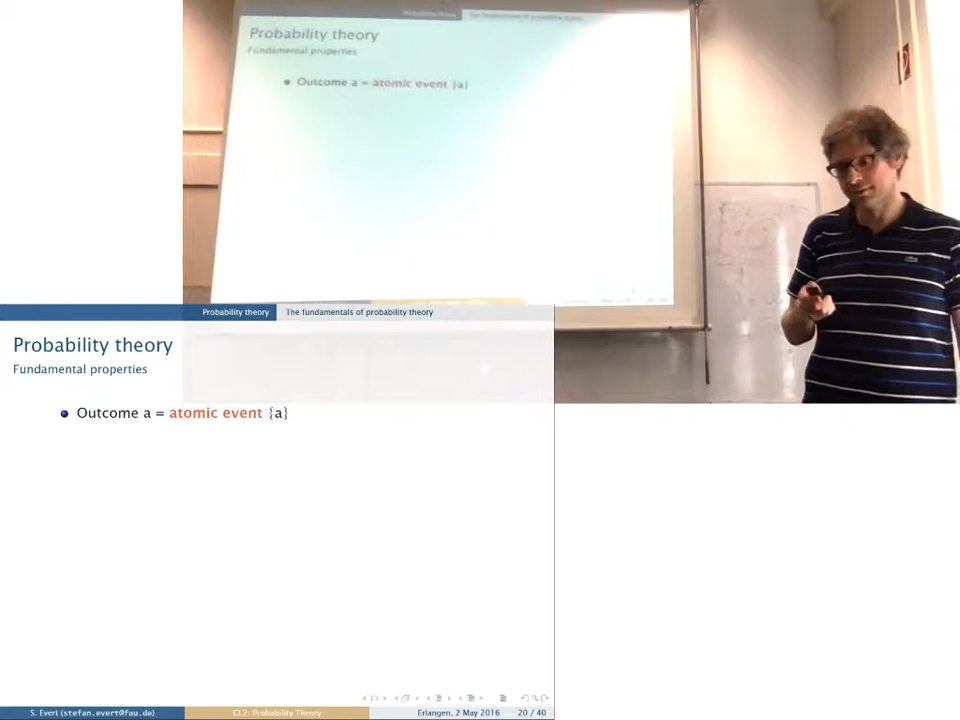 Probability theory
Fundamental properties
Outcome a = atomic event {a}
Probability theory The fundamentals of probability theory
Probability theory
Fundamental properties
Outcome a = atomic event {a}
S. Evert (stefan.evert@fau.de) CL2: Probability Theory Erlangen, 2 May 2016 20 / 40